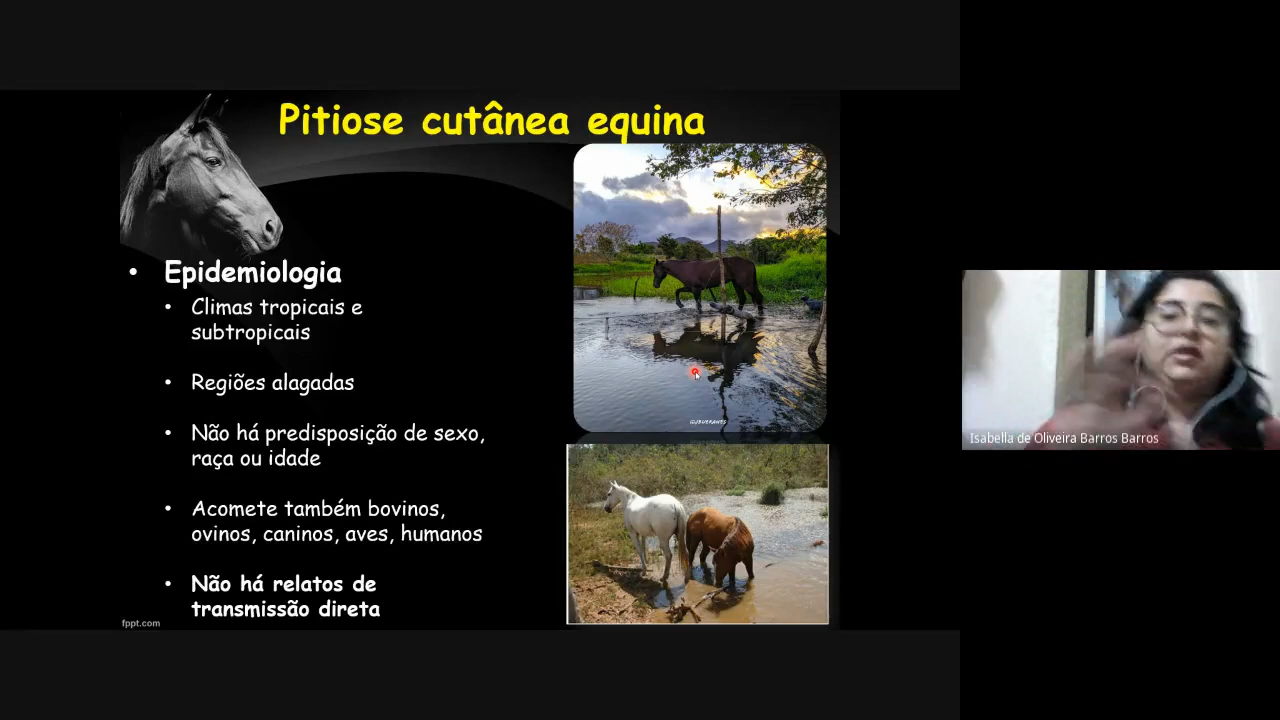 Pitiose cutânea equina
• Epidemiologia
• Climas tropicais e
subtropicais
• Regiões alagadas
• Não há predisposição de sexo,
raça ou idade
• Acomete também bovinos,
ovinos, caninos, aves, humanos
• Não há relatos de
transmissão direta
fppt.com
Isabella de Oliveira Barros Barros